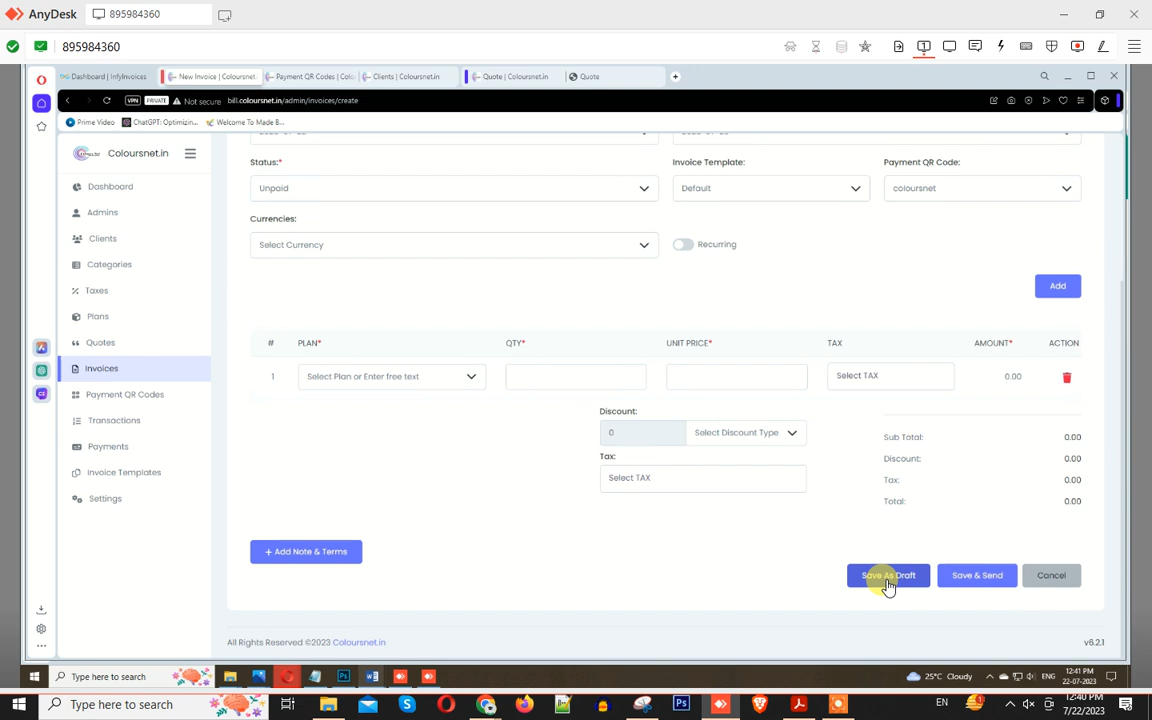 AnyDesk 895984360
895984360
Dashboard | InfyInvoices New Invoice | Coloursnet. Payment QR Codes | Colo Clients | Coloursnet.in Quote | Coloursnet.in Quote
VPN PRIVATE Not secure bill.coloursnet.in/admin/invoices/create
Prime Video ChatGPT: Optimizin... Welcome To Made B...
Coloursnet.in
Dashboard
Admins
Clients
Categories
Taxes
Plans
Quotes
Invoices
Payment QR Codes
Transactions
Payments
Invoice Templates
Settings
Status:* Invoice Template: Payment QR Code:
Unpaid Default coloursnet
Currencies:
Select Currency Recurring
Add
# PLAN* QTY* UNIT PRICE* TAX AMOUNT* ACTION
1 Select Plan or Enter free text Select TAX 0.00
Discount:
0 Select Discount Type
Tax:
Select TAX
Sub Total: 0.00
Discount: 0.00
Tax: 0.00
Total: 0.00
+ Add Note & Terms
Save As Draft Save & Send Cancel
All Rights Reserved ©2023 Coloursnet.in v6.2.1
Type here to search 25°C Cloudy ENG 12:41 PM
22-07-2023
Type here to search EN 12:40 PM
7/22/2023